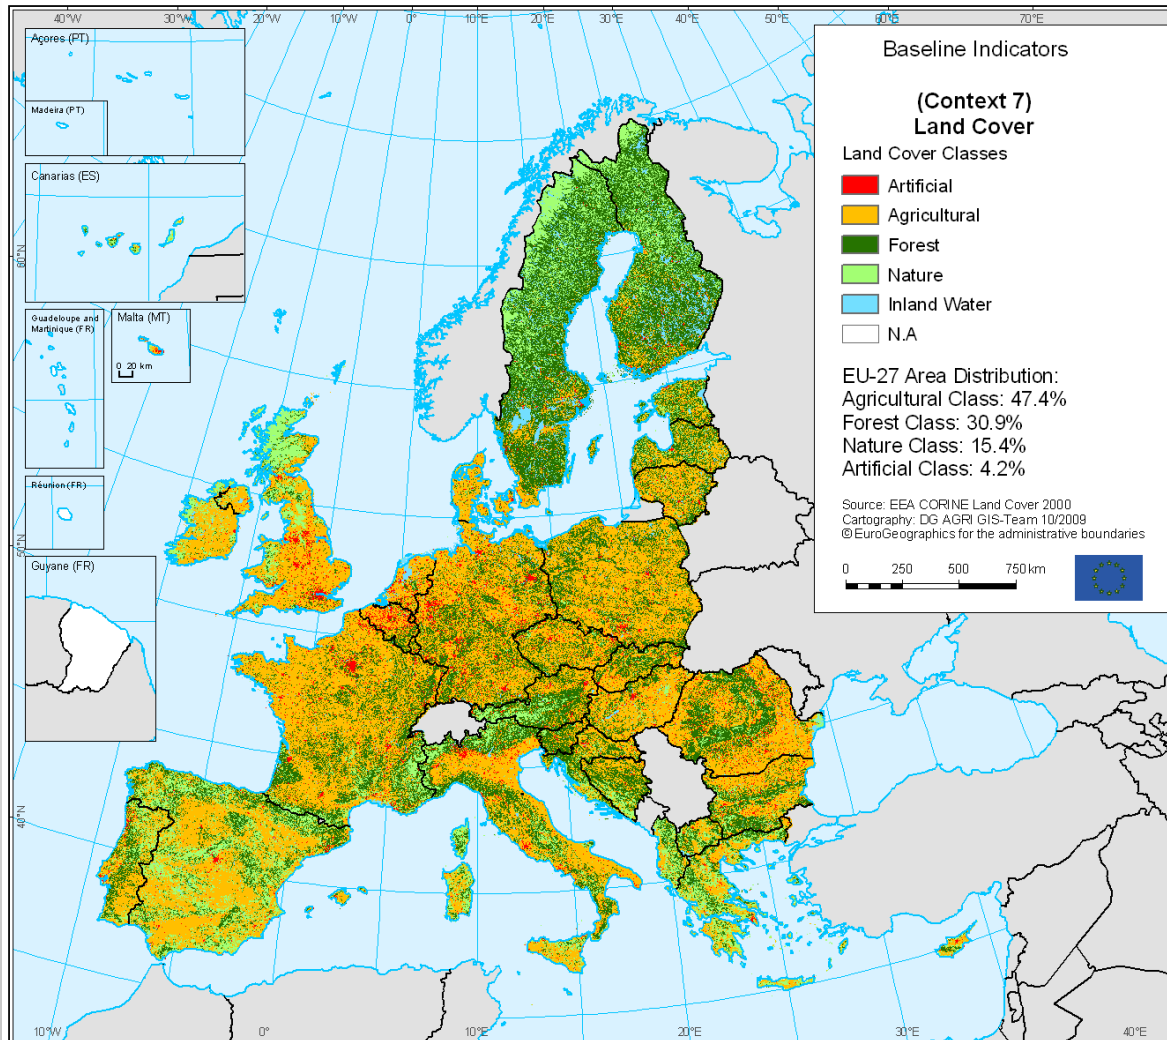 40°W
30°W
20°W
10°W
0°
10°E
20°E
30°E
40°E
50°E
60°E
70°E
Açores (PT)
Madeira (PT)
Canarias (ES)
Guadeloupe and
Martinique (FR)
Malta (MT)
0 20 km
Réunion (FR)
Guyane (FR)
60°N
50°N
40°N
60°N
50°N
40°N
Baseline Indicators
(Context 7)
Land Cover
Land Cover Classes
Artificial
Agricultural
Forest
Nature
Inland Water
N.A
EU-27 Area Distribution:
Agricultural Class: 47.4%
Forest Class: 30.9%
Nature Class: 15.4%
Artificial Class: 4.2%
Source: EEA CORINE Land Cover 2000
Cartography: DG AGRI GIS-Team 10/2009
© EuroGeographics for the administrative boundaries
0 250 500 750 km
10°W
0°
10°E
20°E
30°E
40°E